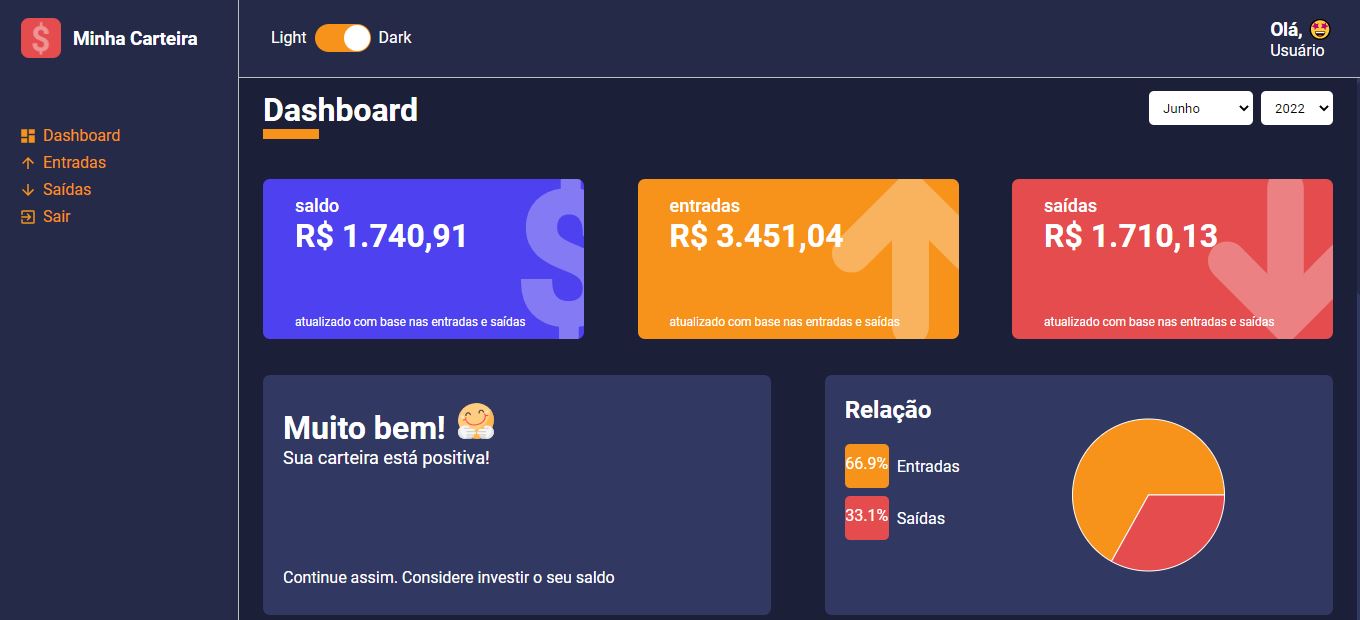 $ Minha Carteira
Light Dark
Olá, 🤩
Usuário
Dashboard
Entradas
Saídas
Sair
Dashboard
Junho 2022
saldo
R$ 1.740,91
atualizado com base nas entradas e saídas
entradas
R$ 3.451,04
atualizado com base nas entradas e saídas
saídas
R$ 1.710,13
atualizado com base nas entradas e saídas
Muito bem! 🤗
Sua carteira está positiva!
Continue assim. Considere investir o seu saldo
Relação
66.9% Entradas
33.1% Saídas